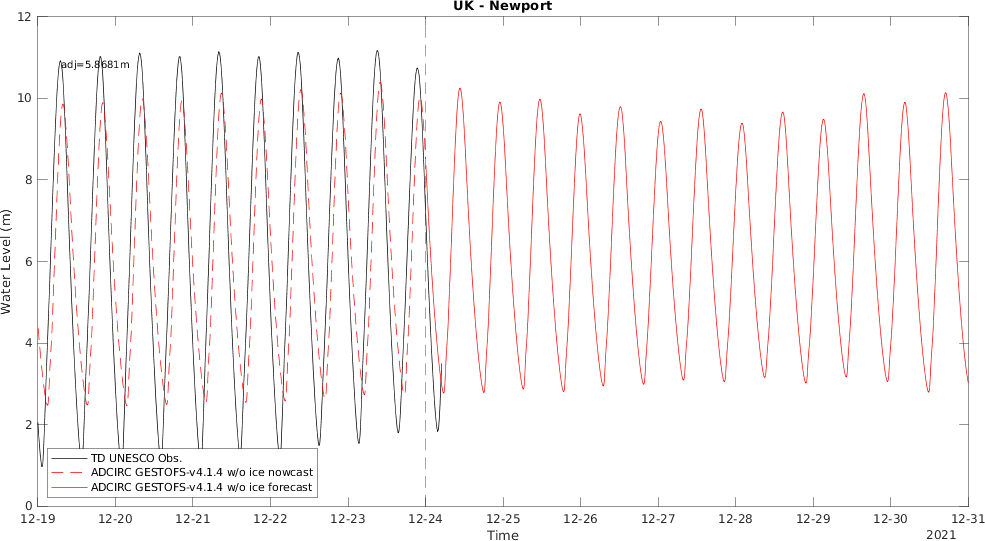 UK - Newport
12
adj=5.8681m
10
8
6
4
2
0
Water Level (m)
TD UNESCO Obs.
ADCIRC GESTOFS-v4.1.4 w/o ice nowcast
ADCIRC GESTOFS-v4.1.4 w/o ice forecast
12-19 12-20 12-21 12-22 12-23 12-24 12-25 12-26 12-27 12-28 12-29 12-30 12-31
Time
2021